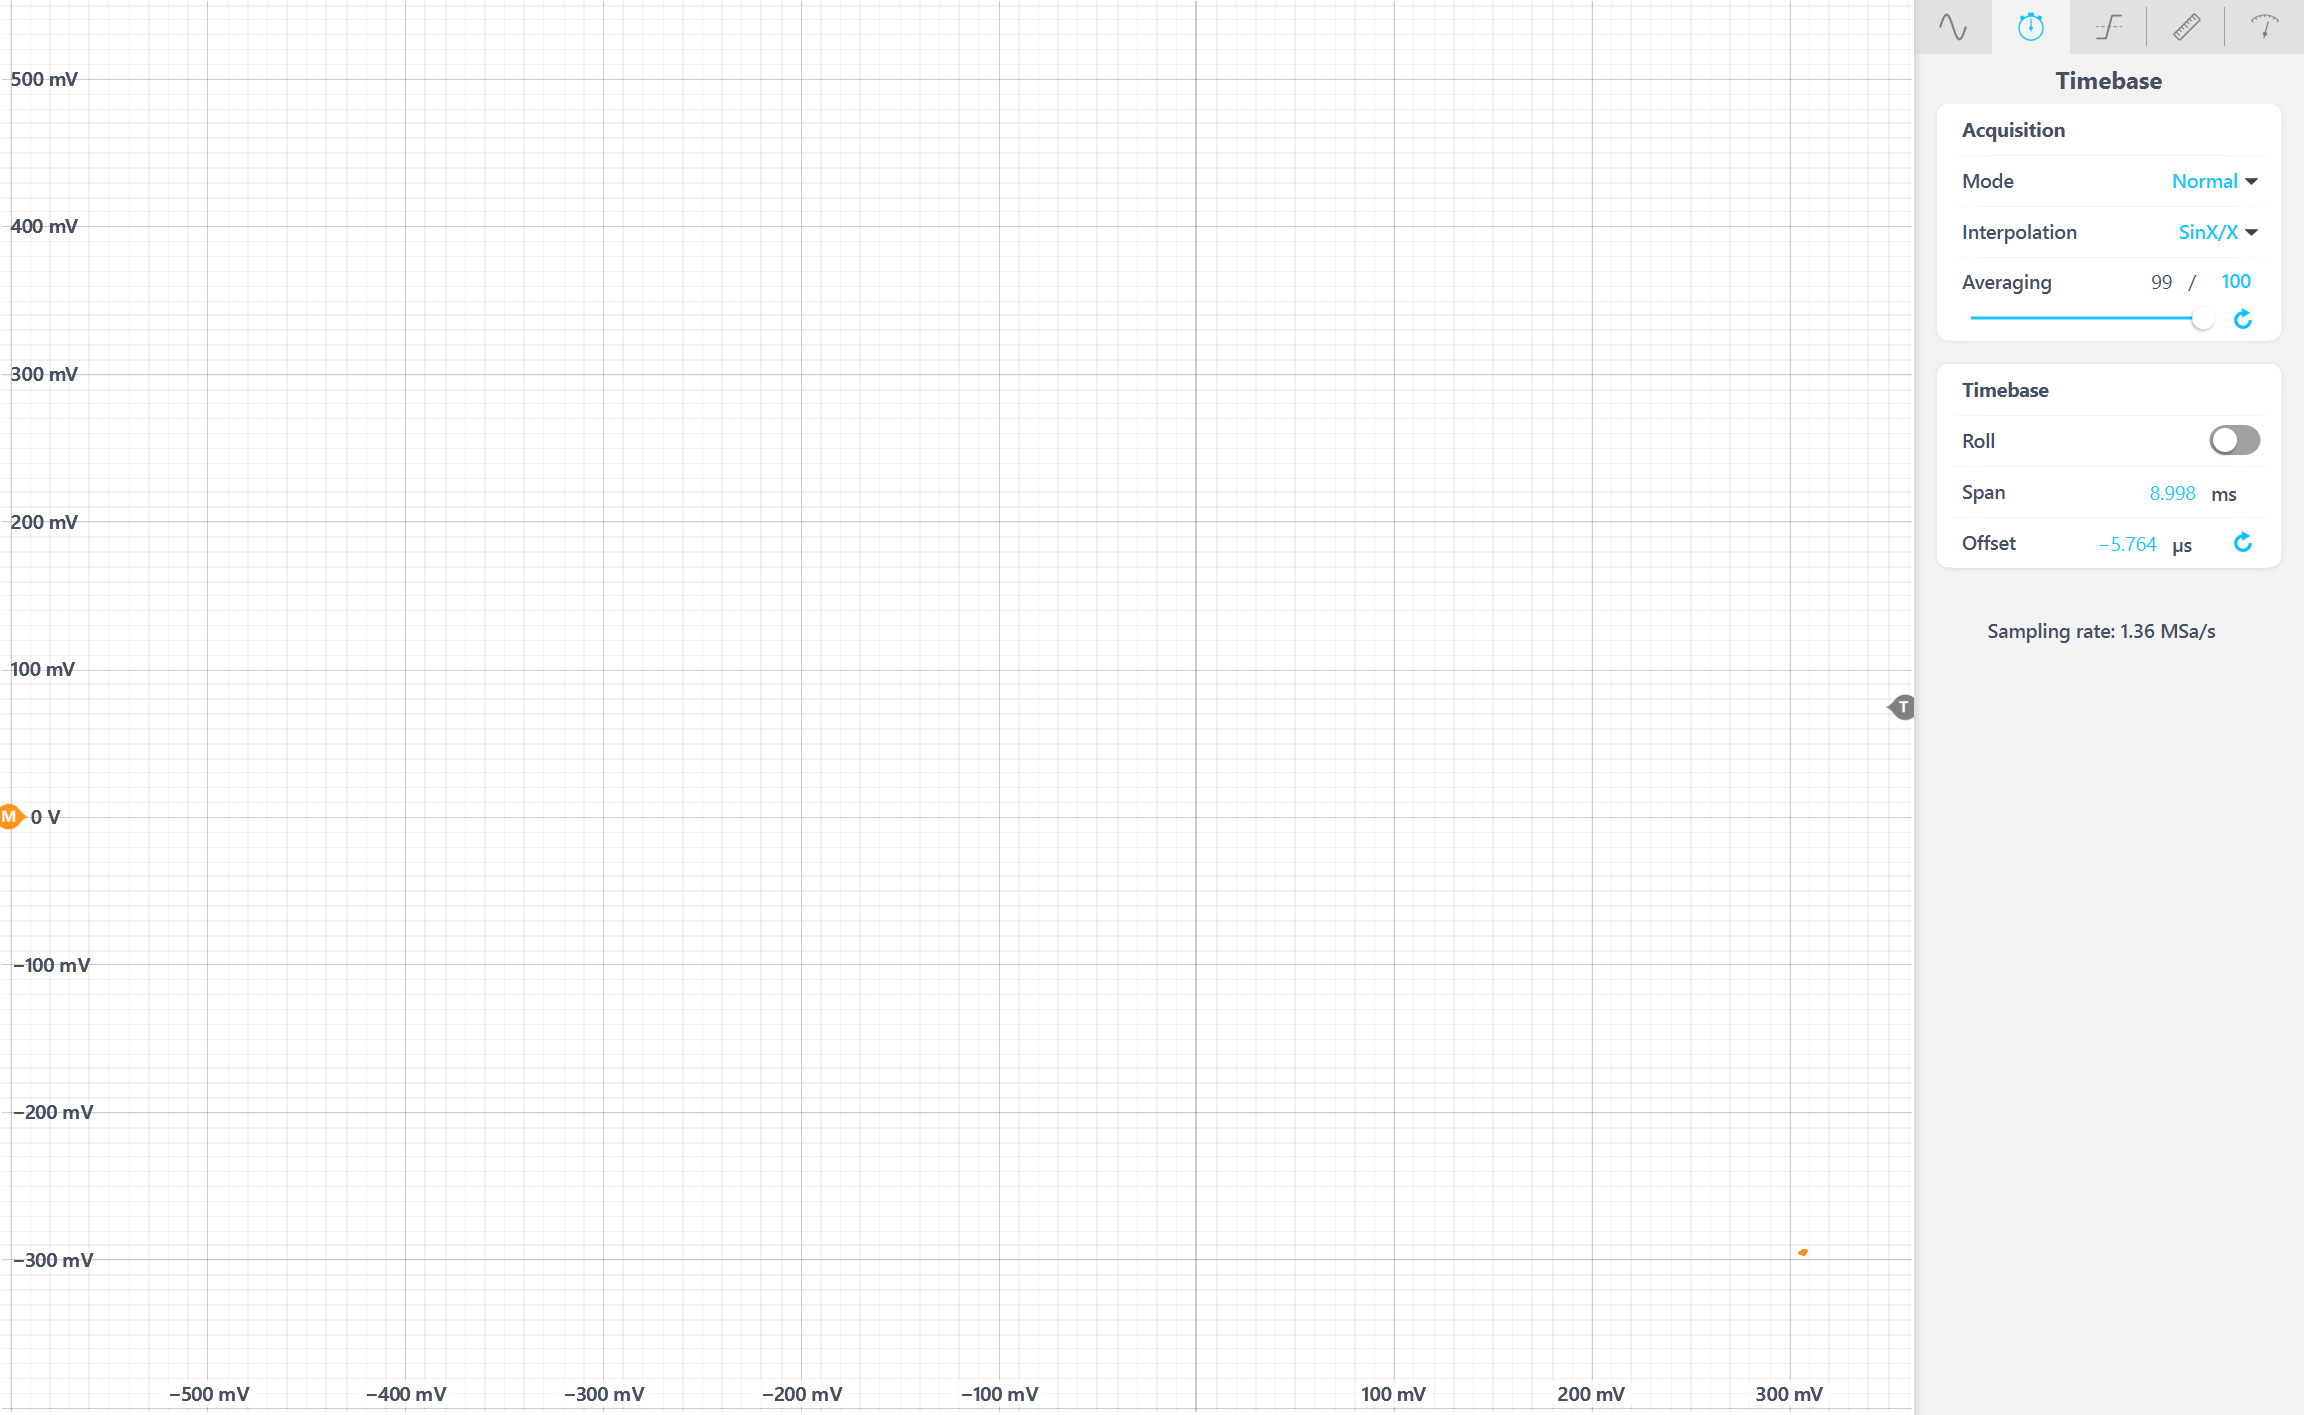 Timebase
Acquisition
Mode Normal
Interpolation SinX/X
Averaging 99 / 100
Timebase
Roll
Span 8.998 ms
Offset −5.764 µs
Sampling rate: 1.36 MSa/s
500 mV
400 mV
300 mV
200 mV
100 mV
T
M 0 V
−100 mV
−200 mV
−300 mV
−500 mV −400 mV −300 mV −200 mV −100 mV 100 mV 200 mV 300 mV